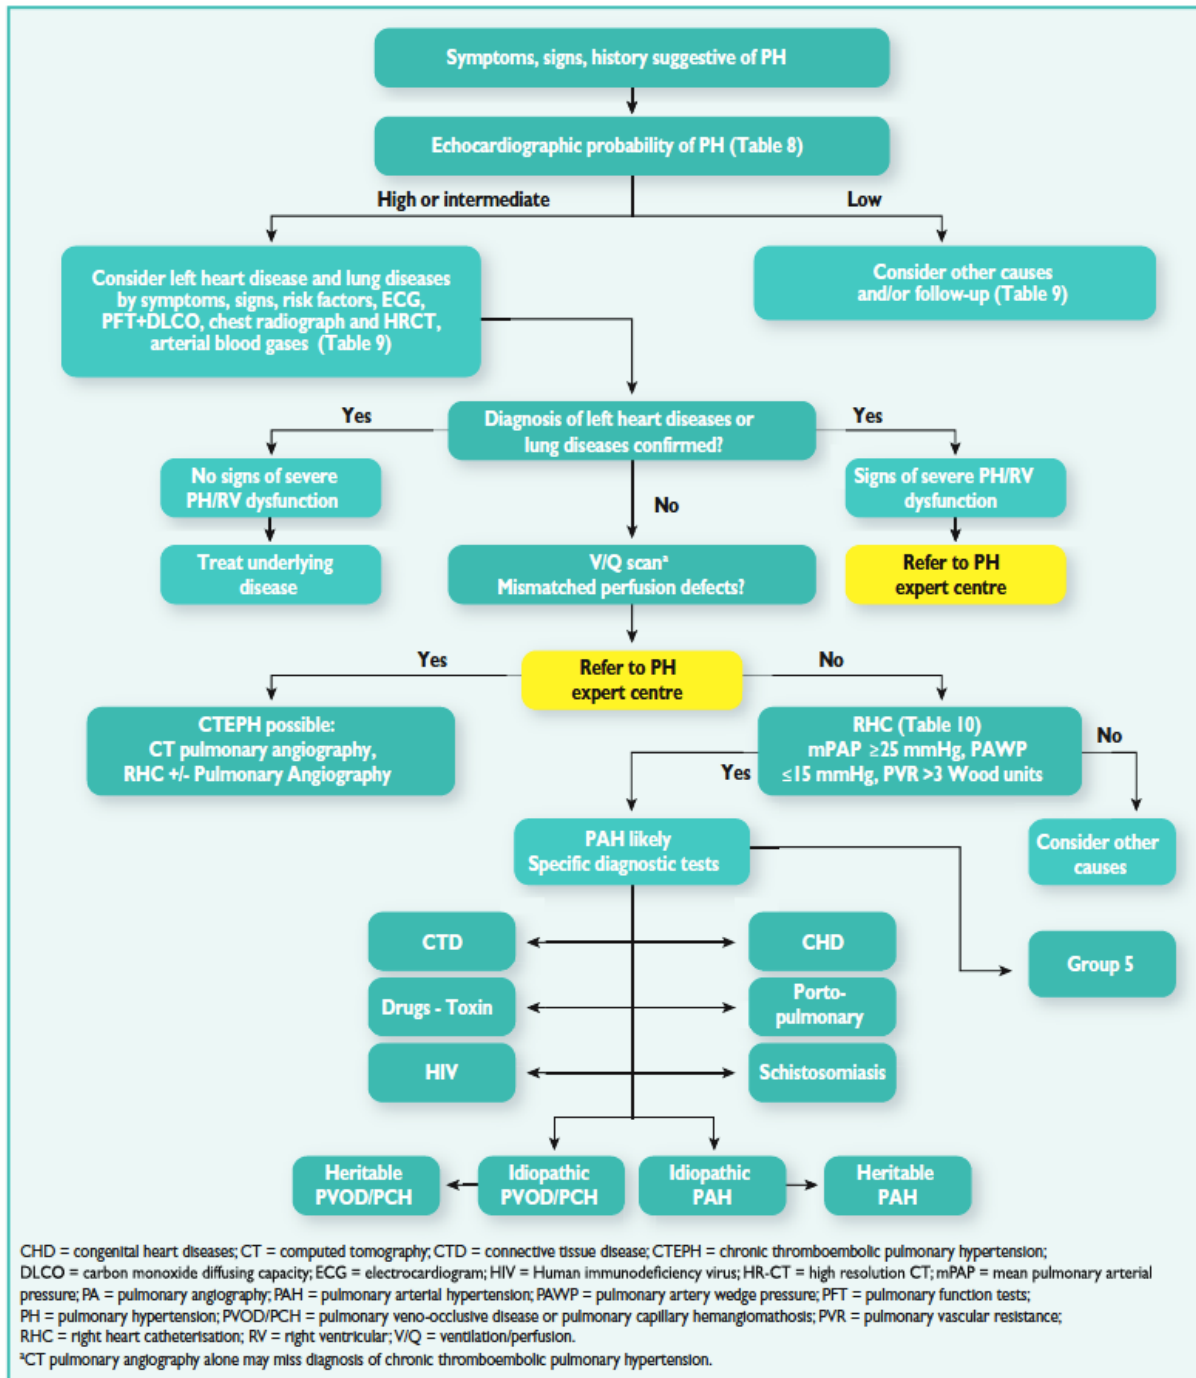 Symptoms, signs, history suggestive of PH
Echocardiographic probability of PH (Table 8)
High or intermediate
Low
Consider left heart disease and lung diseases
by symptoms, signs, risk factors, ECG,
PFT+DLCO, chest radiograph and HRCT,
arterial blood gases (Table 9)
Consider other causes
and/or follow-up (Table 9)
Yes
Diagnosis of left heart diseases or
lung diseases confirmed?
Yes
No signs of severe
PH/RV dysfunction
No
Signs of severe PH/RV
dysfunction
Treat underlying
disease
V/Q scanª
Mismatched perfusion defects?
Refer to PH
expert centre
Yes
Refer to PH
expert centre
No
CTEPH possible:
CT pulmonary angiography,
RHC +/- Pulmonary Angiography
RHC (Table 10)
mPAP ≥25 mmHg, PAWP
≤15 mmHg, PVR >3 Wood units
No
Yes
PAH likely
Specific diagnostic tests
Consider other
causes
CTD
CHD
Group 5
Drugs - Toxin
Porto-
pulmonary
HIV
Schistosomiasis
Heritable
PVOD/PCH
Idiopathic
PVOD/PCH
Idiopathic
PAH
Heritable
PAH
CHD = congenital heart diseases; CT = computed tomography; CTD = connective tissue disease; CTEPH = chronic thromboembolic pulmonary hypertension;
DLCO = carbon monoxide diffusing capacity; ECG = electrocardiogram; HIV = Human immunodeficiency virus; HR-CT = high resolution CT; mPAP = mean pulmonary arterial
pressure; PA = pulmonary angiography; PAH = pulmonary arterial hypertension; PAWP = pulmonary artery wedge pressure; PFT = pulmonary function tests;
PH = pulmonary hypertension; PVOD/PCH = pulmonary veno-occlusive disease or pulmonary capillary hemangiomathosis; PVR = pulmonary vascular resistance;
RHC = right heart catheterisation; RV = right ventricular; V/Q = ventilation/perfusion.
ªCT pulmonary angiography alone may miss diagnosis of chronic thromboembolic pulmonary hypertension.